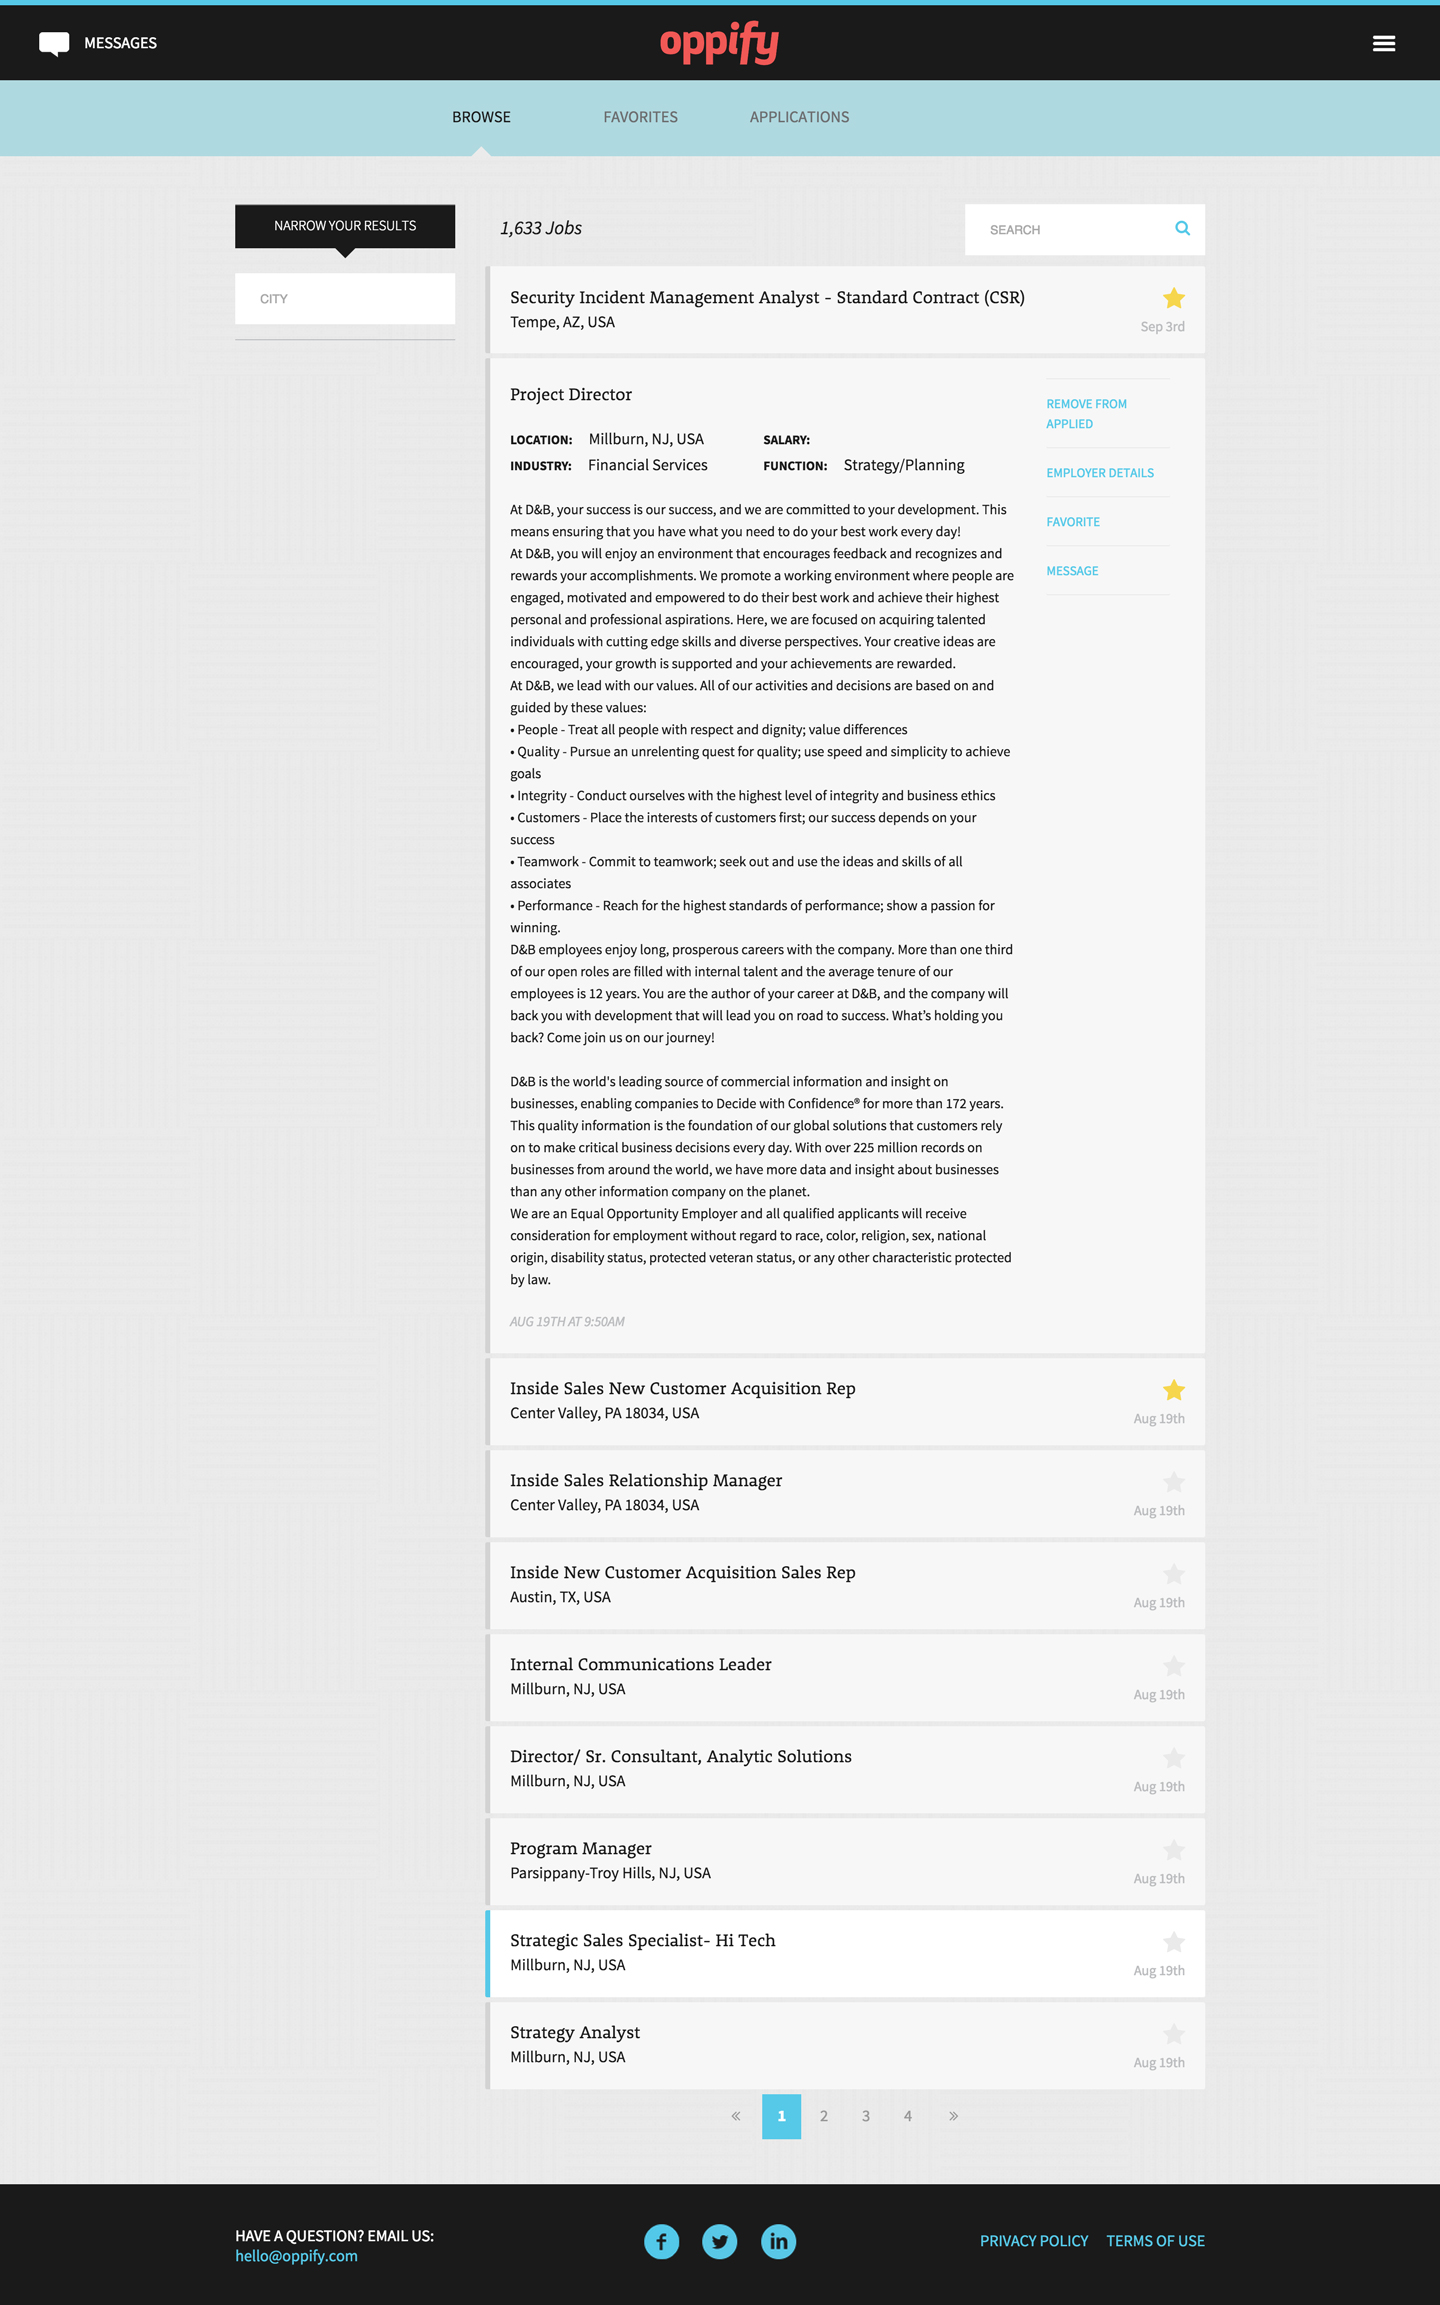 MESSAGES
oppify
BROWSE
FAVORITES
APPLICATIONS
NARROW YOUR RESULTS
CITY
1,633 Jobs
SEARCH
Security Incident Management Analyst - Standard Contract (CSR)
Tempe, AZ, USA
Sep 3rd
Project Director
LOCATION: Millburn, NJ, USA
SALARY:
INDUSTRY: Financial Services
FUNCTION: Strategy/Planning
REMOVE FROM
APPLIED
EMPLOYER DETAILS
FAVORITE
MESSAGE
At D&B, your success is our success, and we are committed to your development. This
means ensuring that you have what you need to do your best work every day!
At D&B, you will enjoy an environment that encourages feedback and recognizes and
rewards your accomplishments. We promote a working environment where people are
engaged, motivated and empowered to do their best work and achieve their highest
personal and professional aspirations. Here, we are focused on acquiring talented
individuals with cutting edge skills and diverse perspectives. Your creative ideas are
encouraged, your growth is supported and your achievements are rewarded.
At D&B, we lead with our values. All of our activities and decisions are based on and
guided by these values:
• People - Treat all people with respect and dignity; value differences
• Quality - Pursue an unrelenting quest for quality; use speed and simplicity to achieve
goals
• Integrity - Conduct ourselves with the highest level of integrity and business ethics
• Customers - Place the interests of customers first; our success depends on your
success
• Teamwork - Commit to teamwork; seek out and use the ideas and skills of all
associates
• Performance - Reach for the highest standards of performance; show a passion for
winning.
D&B employees enjoy long, prosperous careers with the company. More than one third
of our open roles are filled with internal talent and the average tenure of our
employees is 12 years. You are the author of your career at D&B, and the company will
back you with development that will lead you on road to success. What's holding you
back? Come join us on our journey!
D&B is the world's leading source of commercial information and insight on
businesses, enabling companies to Decide with Confidence® for more than 172 years.
This quality information is the foundation of our global solutions that customers rely
on to make critical business decisions every day. With over 225 million records on
businesses from around the world, we have more data and insight about businesses
than any other information company on the planet.
We are an Equal Opportunity Employer and all qualified applicants will receive
consideration for employment without regard to race, color, religion, sex, national
origin, disability status, protected veteran status, or any other characteristic protected
by law.
AUG 19TH AT 9:50AM
Inside Sales New Customer Acquisition Rep
Center Valley, PA 18034, USA
Aug 19th
Inside Sales Relationship Manager
Center Valley, PA 18034, USA
Aug 19th
Inside New Customer Acquisition Sales Rep
Austin, TX, USA
Aug 19th
Internal Communications Leader
Millburn, NJ, USA
Aug 19th
Director/ Sr. Consultant, Analytic Solutions
Millburn, NJ, USA
Aug 19th
Program Manager
Parsippany-Troy Hills, NJ, USA
Aug 19th
Strategic Sales Specialist- Hi Tech
Millburn, NJ, USA
Aug 19th
Strategy Analyst
Millburn, NJ, USA
Aug 19th
« 1 2 3 4 »
HAVE A QUESTION? EMAIL US:
hello@oppify.com
f
in
PRIVACY POLICY
TERMS OF USE